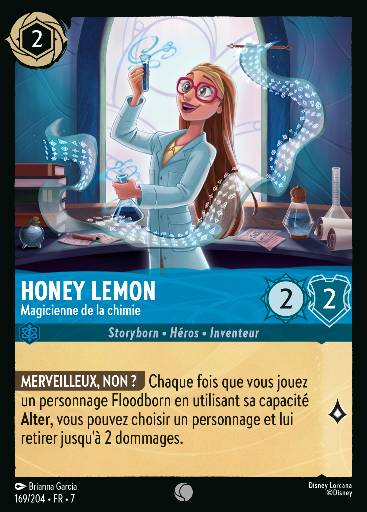 2
HONEY LEMON
Magicienne de la chimie
2
2
Storyborn • Héros • Inventeur
MERVEILLEUX, NON ? Chaque fois que vous jouez
un personnage Floodborn en utilisant sa capacité
Alter, vous pouvez choisir un personnage et lui
retirer jusqu'à 2 dommages.
Brianna Garcia
Disney Lorcana
169/204 • FR • 7
©Disney